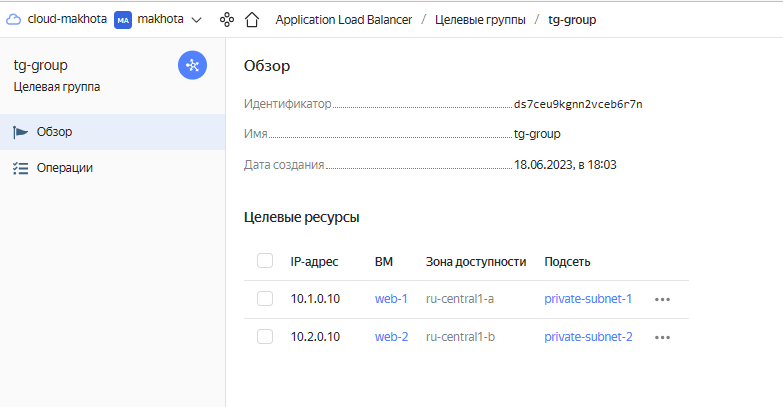 cloud-makhota MA makhota Application Load Balancer / Целевые группы / tg-group
tg-group
Целевая группа
Обзор
Операции
Обзор
Идентификатор ds7ceu9kgnn2vceb6r7n
Имя tg-group
Дата создания 18.06.2023, в 18:03
Целевые ресурсы
IP-адрес ВМ Зона доступности Подсеть
10.1.0.10 web-1 ru-central1-a private-subnet-1
10.2.0.10 web-2 ru-central1-b private-subnet-2